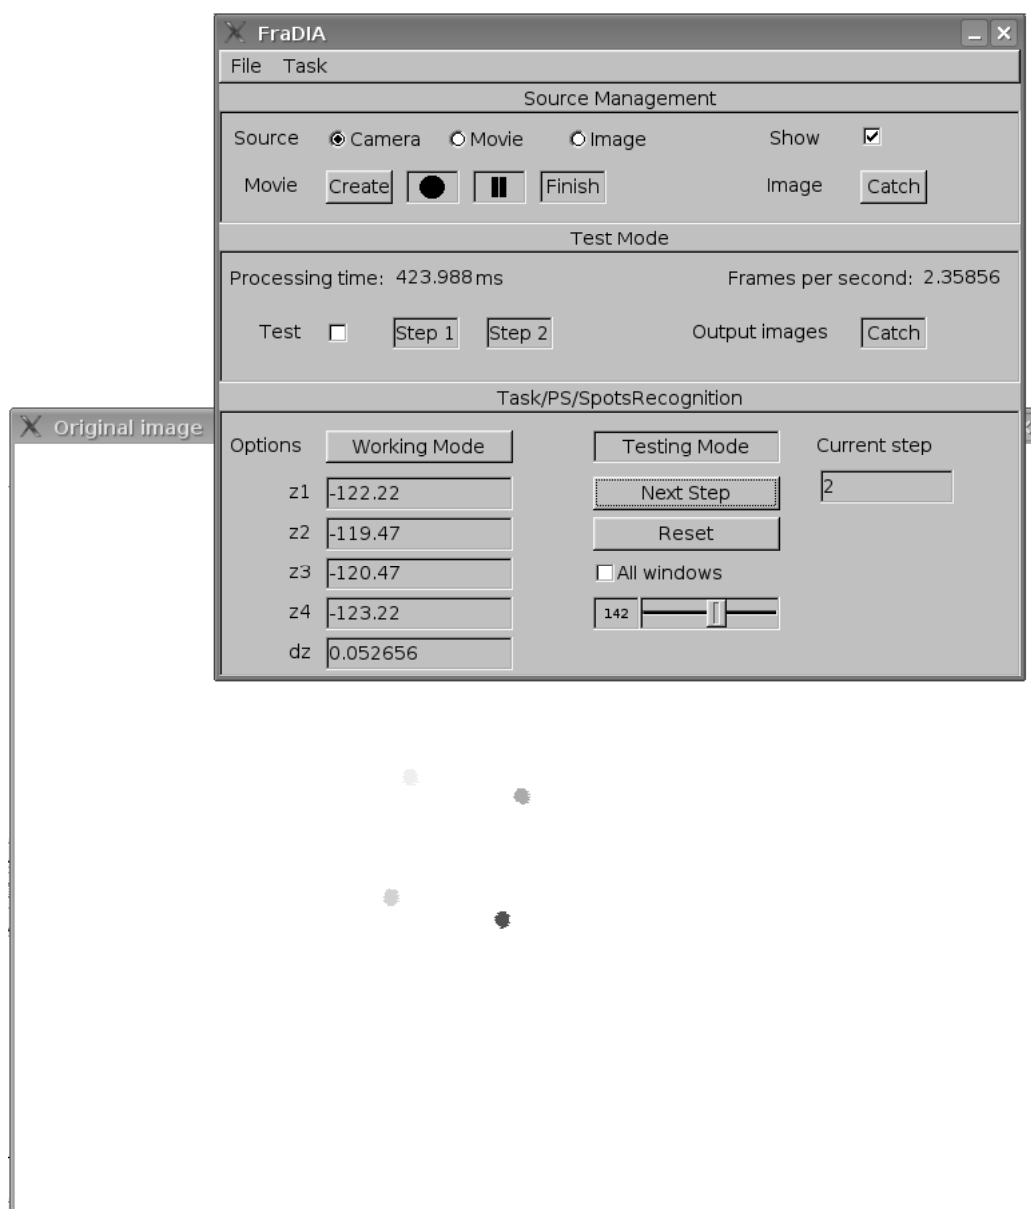 FraDIA
File Task
Source Management
Source Camera Movie Image Show
Movie Create Finish Image Catch
Test Mode
Processing time: 423.988 ms Frames per second: 2.35856
Test Step 1 Step 2 Output images Catch
Task/PS/SpotsRecognition
Original image
Options Working Mode Testing Mode Current step
z1 -122.22 Next Step 2
z2 -119.47 Reset
z3 -120.47 All windows
z4 -123.22 142
dz 0.052656